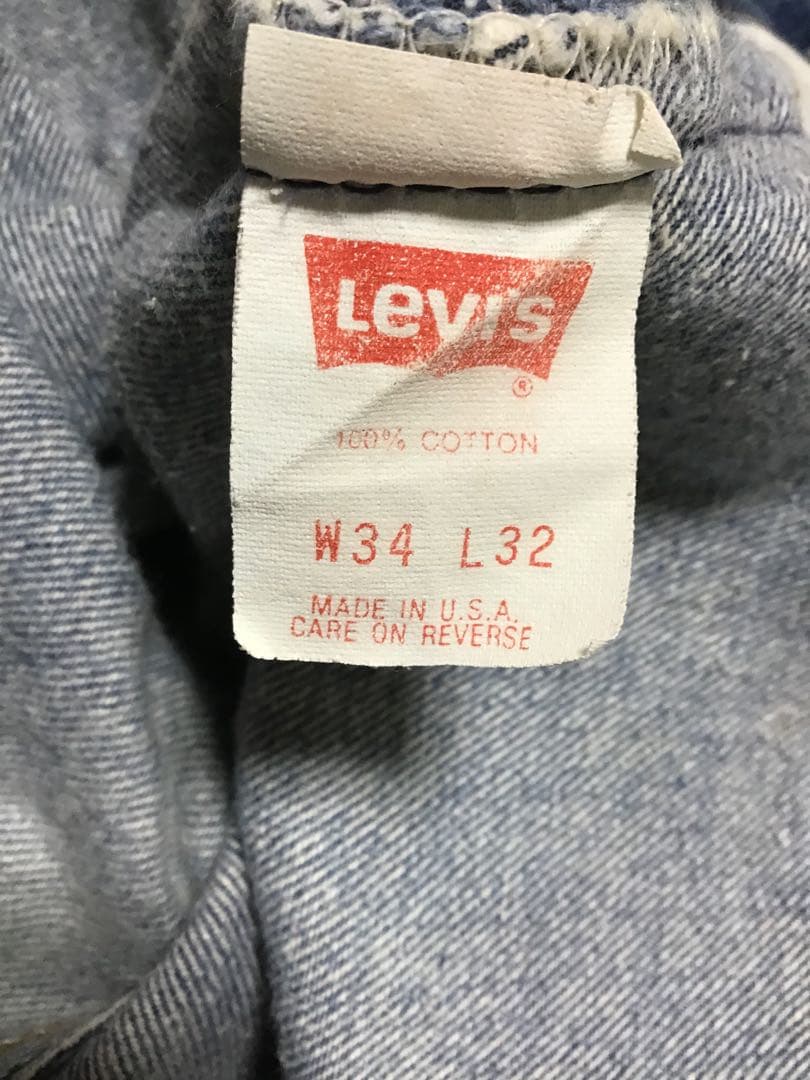 Levi's
®
100% COTTON
W34 L32
MADE IN U.S.A.
CARE ON REVERSE